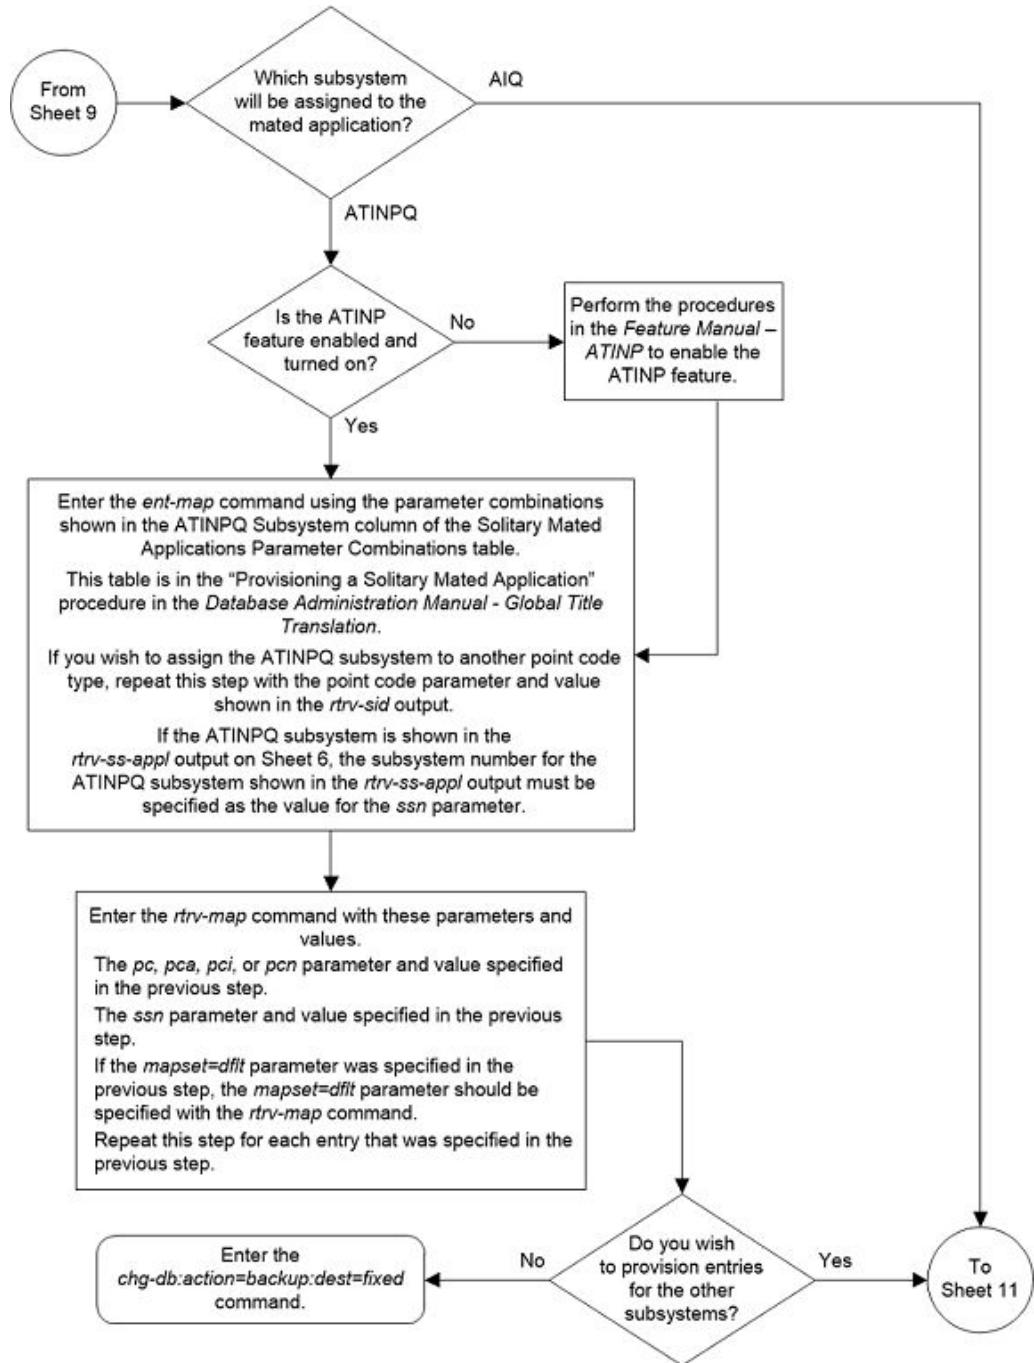 From
Sheet 9
Which subsystem
will be assigned to the
mated application?
AIQ
ATINPQ
Is the ATINP
feature enabled and
turned on?
No
Perform the procedures
in the Feature Manual –
ATINP to enable the
ATINP feature.
Yes
Enter the ent-map command using the parameter combinations
shown in the ATINPQ Subsystem column of the Solitary Mated
Applications Parameter Combinations table.
This table is in the “Provisioning a Solitary Mated Application”
procedure in the Database Administration Manual - Global Title
Translation.
If you wish to assign the ATINPQ subsystem to another point code
type, repeat this step with the point code parameter and value
shown in the rtrv-sid output.
If the ATINPQ subsystem is shown in the
rtrv-ss-appl output on Sheet 6, the subsystem number for the
ATINPQ subsystem shown in the rtrv-ss-appl output must be
specified as the value for the ssn parameter.
Enter the rtrv-map command with these parameters and
values.
The pc, pca, pci, or pcn parameter and value specified
in the previous step.
The ssn parameter and value specified in the previous
step.
If the mapset=dflt parameter was specified in the
previous step, the mapset=dflt parameter should be
specified with the rtrv-map command.
Repeat this step for each entry that was specified in the
previous step.
Do you wish
to provision entries
for the other
subsystems?
No
Yes
Enter the
chg-db:action=backup:dest=fixed
command.
To
Sheet 11